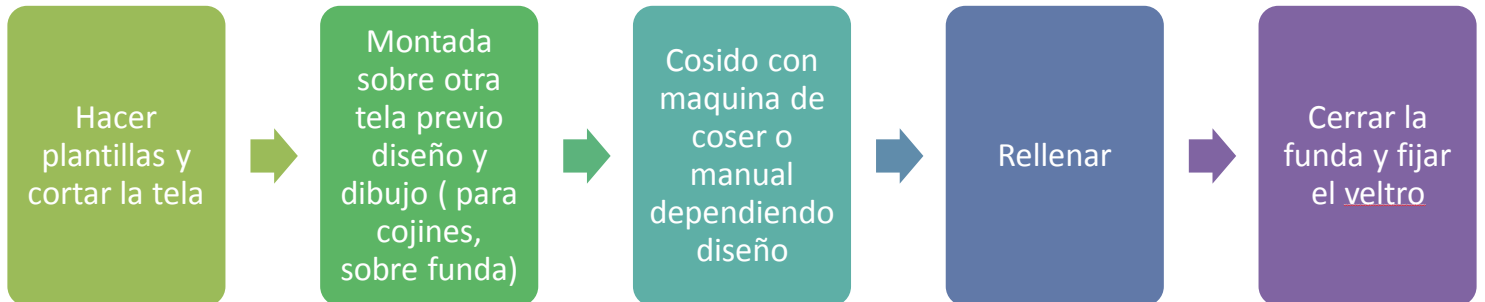 Hacer
plantillas y
cortar la tela
Montada
sobre otra
tela previo
diseño y
dibujo ( para
cojines,
sobre funda)
Cosido con
maquina de
coser o
manual
dependiendo
diseño
Rellenar
Cerrar la
funda y fijar
el veltro